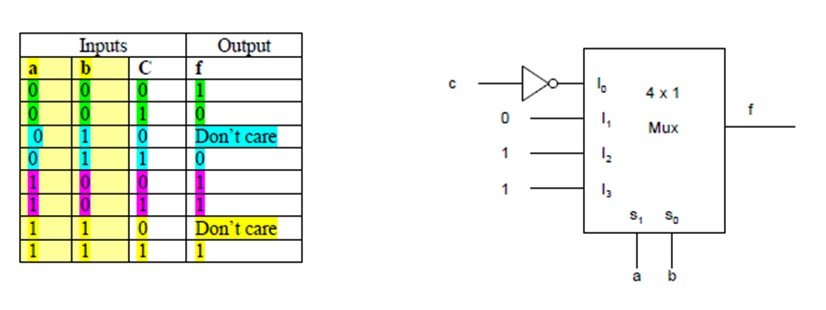 Inputs Output
a b C f
0 0 0 1
0 0 1 0
0 1 0 Don't care
0 1 1 0
1 0 0 1
1 0 1 1
1 1 0 Don't care
1 1 1 1
c I₀ 4 x 1
0 I₁ Mux f
1 I₂
1 I₃
S₁ S₀
a b